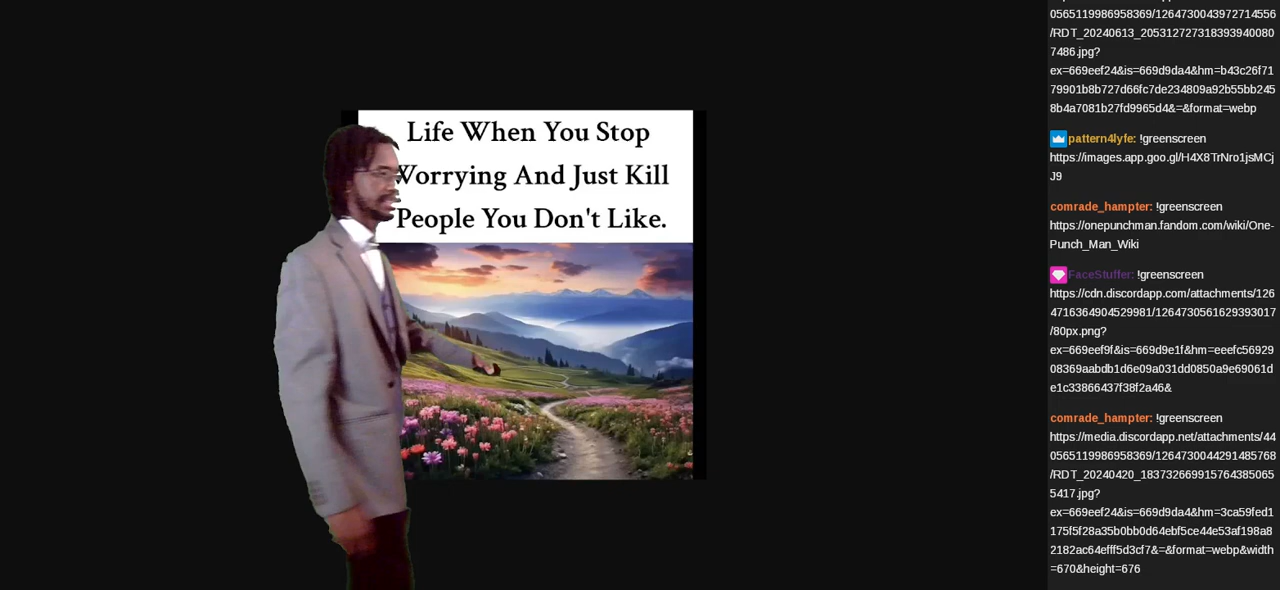 Life When You Stop
Worrying And Just Kill
People You Don't Like.
0565119986958369/1264730043972714556
/RDT_20240613_205312727318393940080
7486.jpg?
ex=669eef24&is=669d9da4&hm=b43c26f71
79901b8b727d66fc7de234809a92b55bb245
8b4a7081b27fd9965d4&=&format=webp
pattern4lyfe: !greenscreen
https://images.app.goo.gl/H4X8TrNro1jsMCj
J9
comrade_hampter: !greenscreen
https://onepunchman.fandom.com/wiki/One-
Punch_Man_Wiki
FaceStuffer: !greenscreen
https://cdn.discordapp.com/attachments/126
4716364904529981/1264730561629393017
/80px.png?
ex=669eef9f&is=669d9e1f&hm=eeefc56929
08369aabdb1d6e09a031dd0850a9e69061d
e1c33866437f38f2a46&
comrade_hampter: !greenscreen
https://media.discordapp.net/attachments/44
0565119986958369/1264730044291485768
/RDT_20240420_183732669915764385065
5417.jpg?
ex=669eef24&is=669d9da4&hm=3ca59fed1
175f5f28a35b0bb0d64ebf5ce44e53af198a8
2182ac64efff5d3cf7&=&format=webp&width
=670&height=676